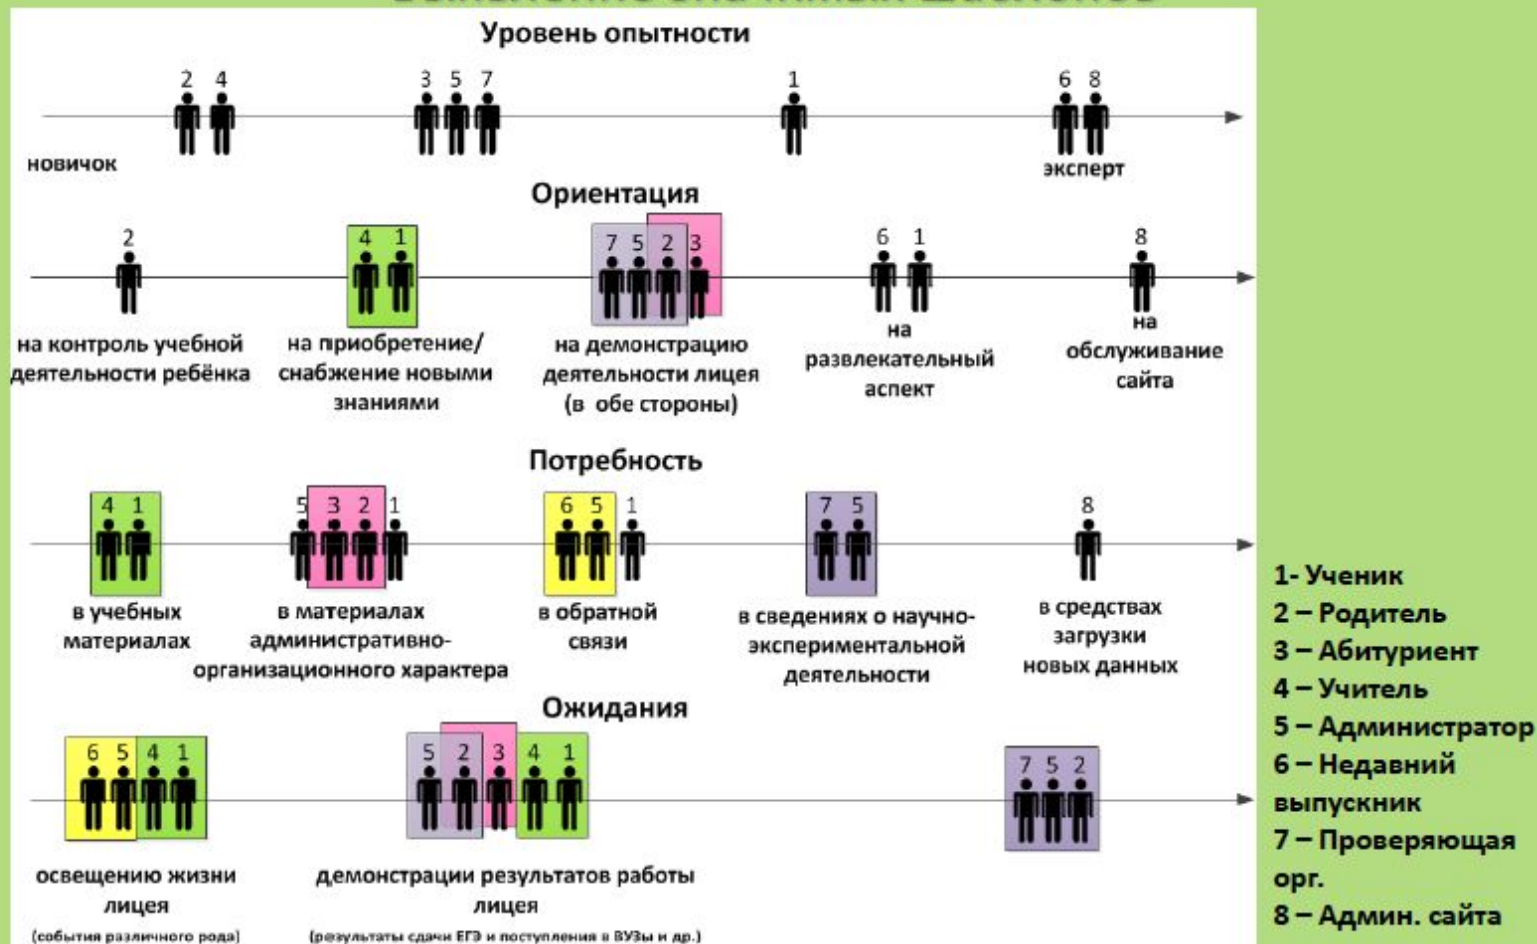 Уровень опытности
2 4 3 5 7 1 6 8
новичок
эксперт
Ориентация
2 4 1 7 5 2 3 6 1 8
на контроль учебной
деятельности ребёнка
на приобретение/
снабжение новыми
знаниями
на демонстрацию
деятельности лицея
(в обе стороны)
на
развлекательный
аспект
на
обслуживание
сайта
Потребность
4 1 5 3 2 1 6 5 1 7 5 8
в учебных
материалах
в материалах
административно-
организационного характера
в обратной
связи
в сведениях о научно-
экспериментальной
деятельности
в средствах
загрузки
новых данных
Ожидания
6 5 4 1 5 2 3 4 1 7 5 2
освещению жизни
лицея
(события различного рода)
демонстрации результатов работы
лицея
(результаты сдачи ЕГЭ и поступления в ВУЗы и др.)
1- Ученик
2 – Родитель
3 – Абитуриент
4 – Учитель
5 – Администратор
6 – Недавний
выпускник
7 – Проверяющая
орг.
8 – Админ. сайта